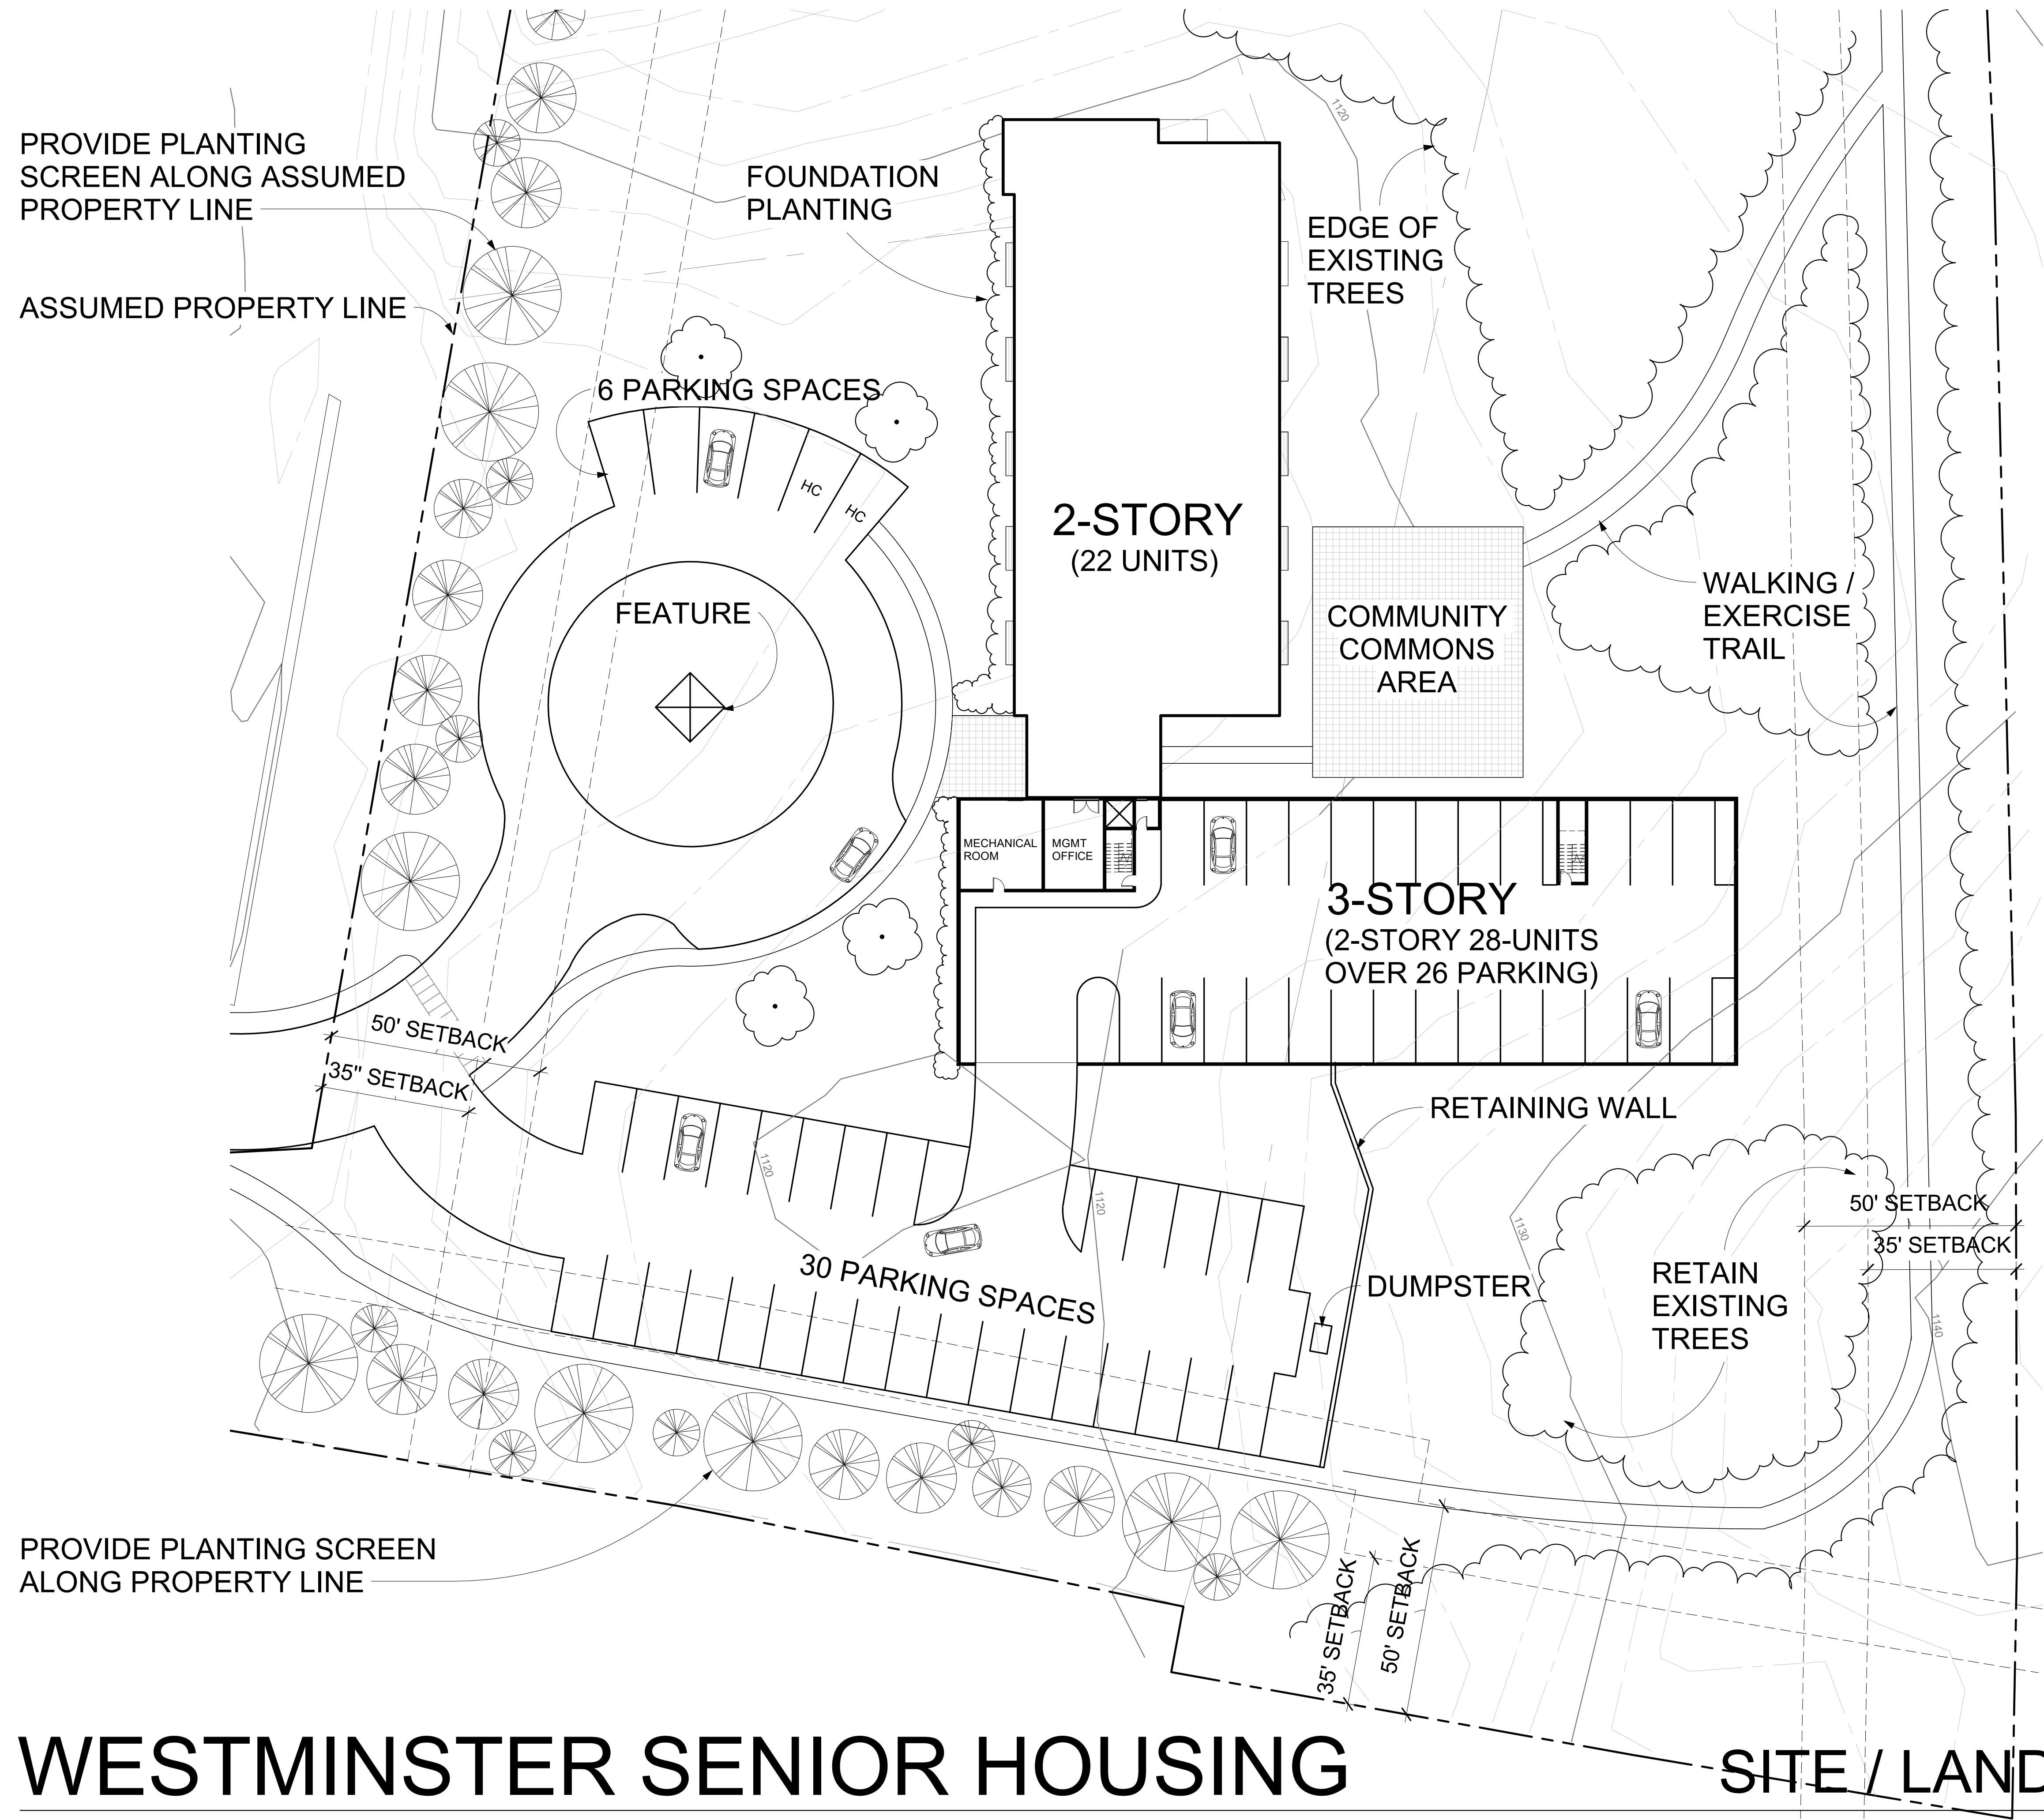 PROVIDE PLANTING
SCREEN ALONG ASSUMED
PROPERTY LINE
ASSUMED PROPERTY LINE
FOUNDATION
PLANTING
1120
EDGE OF
EXISTING
TREES
6 PARKING SPACES
HC
HC
2-STORY
(22 UNITS)
FEATURE
COMMUNITY
COMMONS
AREA
WALKING /
EXERCISE
TRAIL
MECHANICAL
ROOM
MGMT
OFFICE
3-STORY
(2-STORY 28-UNITS
OVER 26 PARKING)
50' SETBACK
35" SETBACK
RETAINING WALL
1120
1120
1130
50' SETBACK
35' SETBACK
30 PARKING SPACES
DUMPSTER
RETAIN
EXISTING
TREES
1140
PROVIDE PLANTING SCREEN
ALONG PROPERTY LINE
35' SETBACK
50' SETBACK
WESTMINSTER SENIOR HOUSING
SITE / LAND